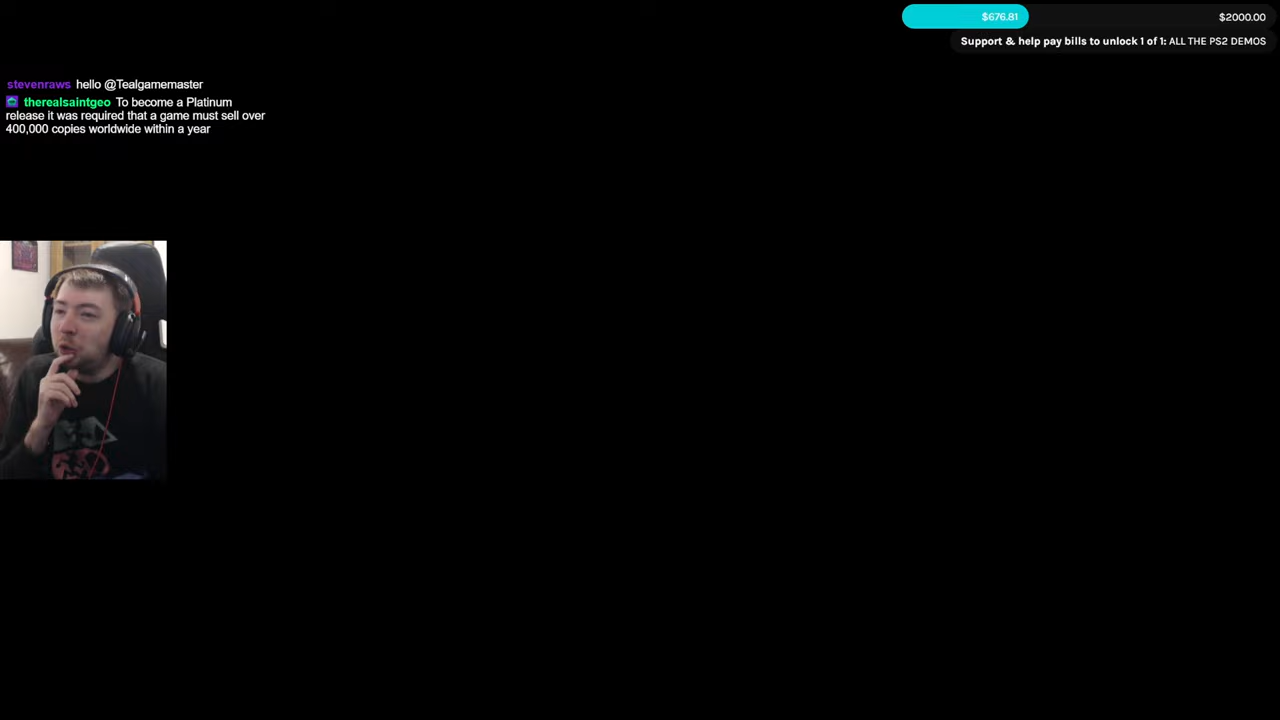 $676.81
$2000.00
Support & help pay bills to unlock 1 of 1: ALL THE PS2 DEMOS
stevenraws hello @Tealgamemaster
therealsaintgeo To become a Platinum
release it was required that a game must sell over
400,000 copies worldwide within a year